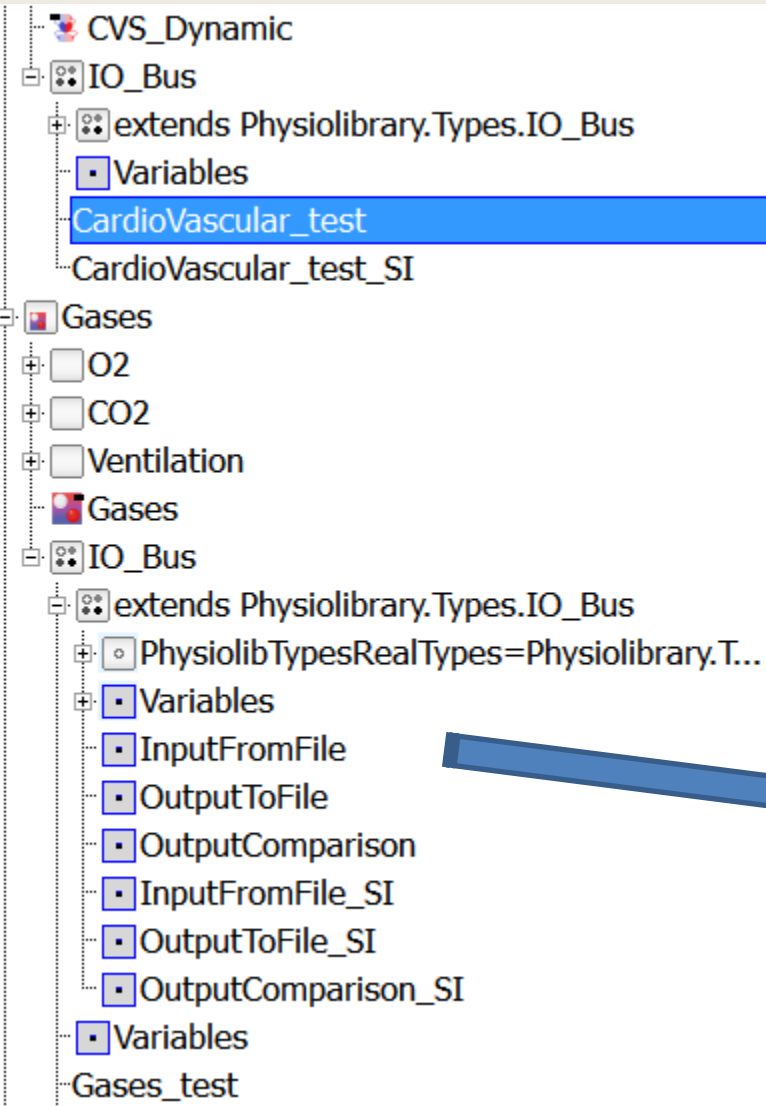 CVS_Dynamic
IO_Bus
extends Physiolibrary.Types.IO_Bus
Variables
CardioVascular_test
CardioVascular_test_SI
Gases
O2
CO2
Ventilation
Gases
IO_Bus
extends Physiolibrary.Types.IO_Bus
PhysiolibTypesRealTypes=Physiolibrary.T...
Variables
InputFromFile
OutputToFile
OutputComparison
InputFromFile_SI
OutputToFile_SI
OutputComparison_SI
Variables
Gases_test